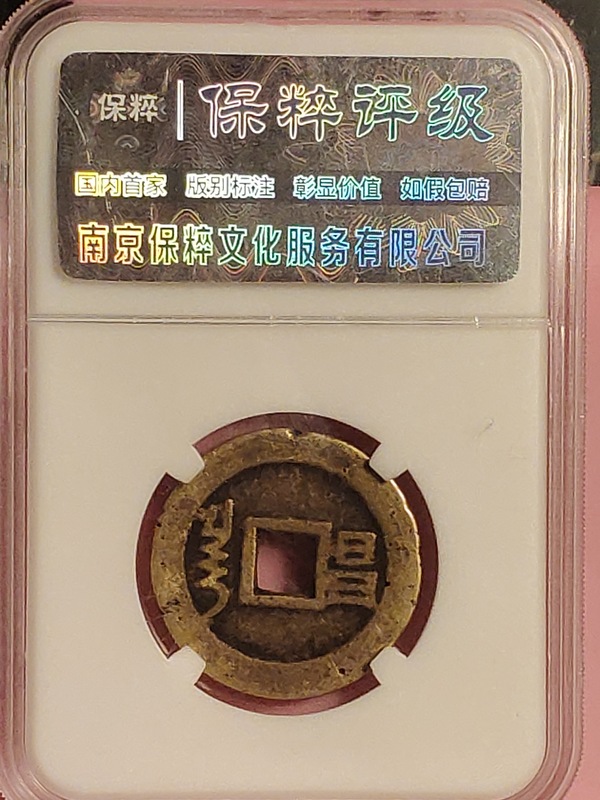 保粹 保粹评级
国内首家 版别标注 彰显价值 如假包赔
南京保粹文化服务有限公司
昌